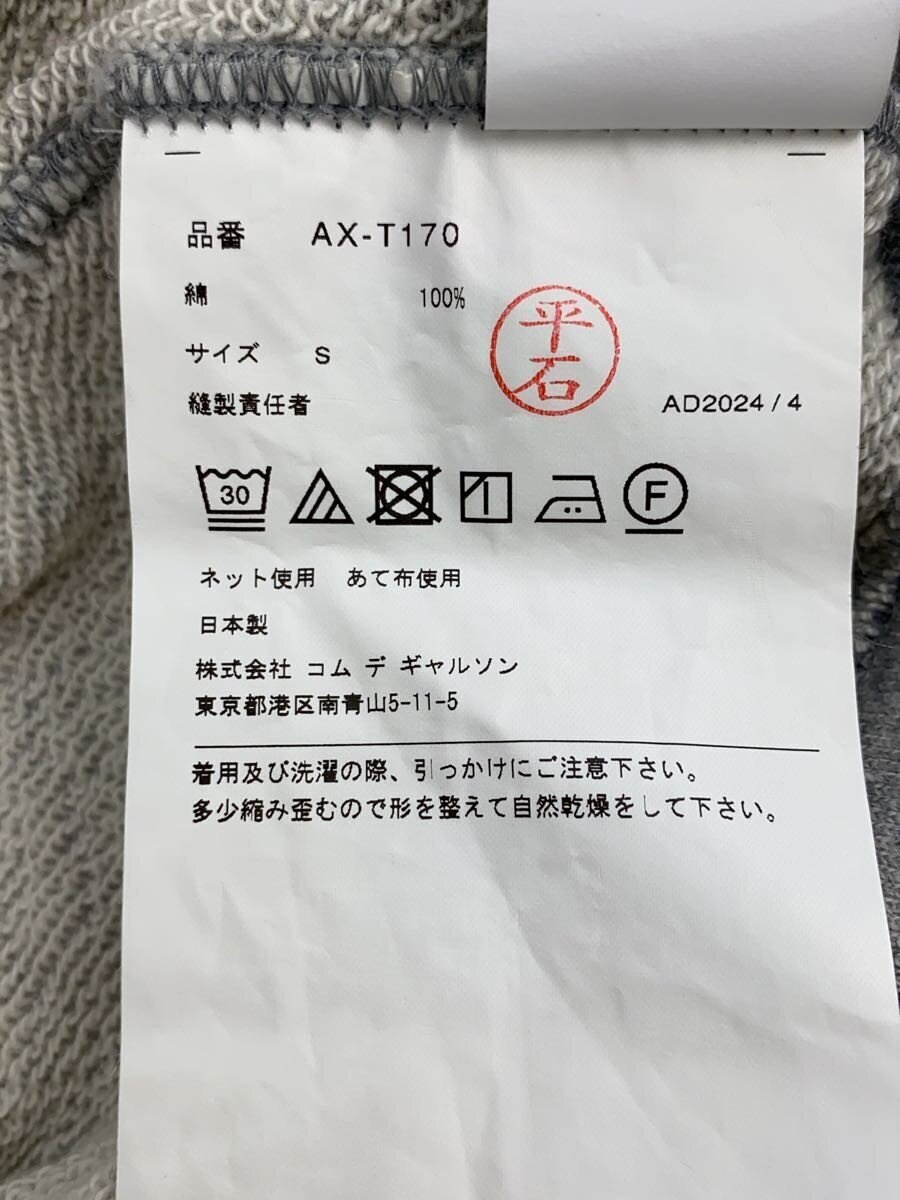 品番 AX-T170
綿 100%
サイズ S
平石
縫製責任者 AD2024/4
30 F
ネット使用 あて布使用
日本製
株式会社 コム デ ギャルソン
東京都港区南青山5-11-5
着用及び洗濯の際、引っかけにご注意下さい。
多少縮み歪むので形を整えて自然乾燥をして下さい。